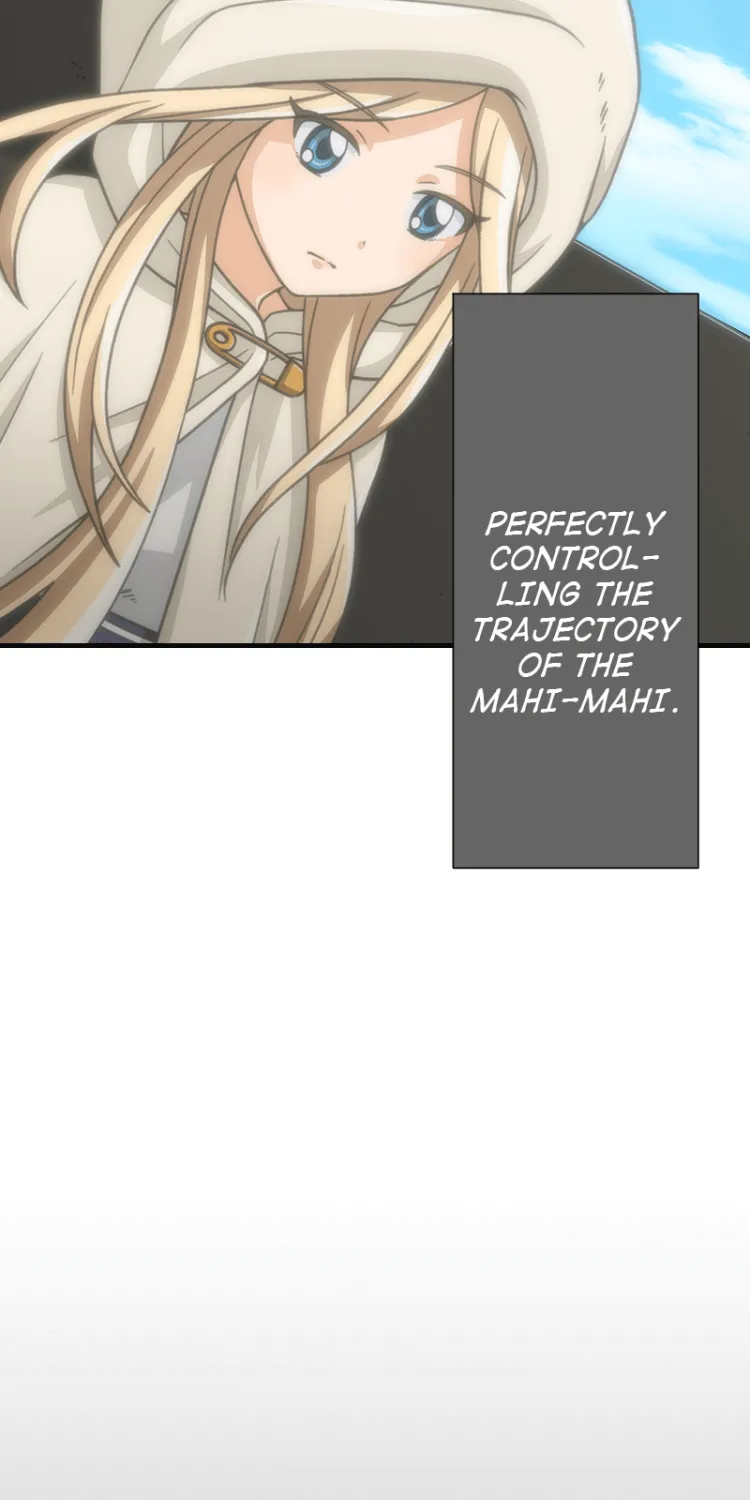 PERFECTLY
CONTROL-
LING THE
TRAJECTORY
OF THE
MAHI-MAHI.